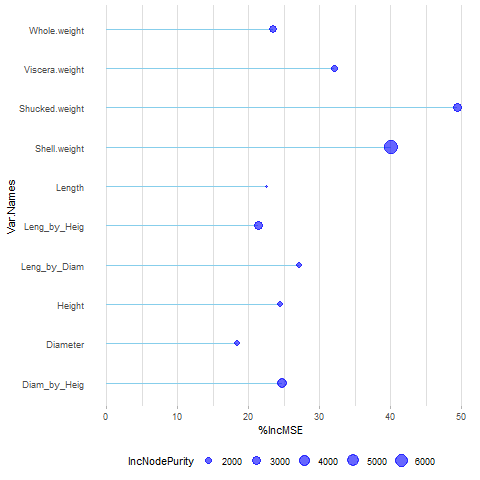 Whole.weight
Viscera.weight
Shucked.weight
Shell.weight
Length
Leng_by_Heig
Leng_by_Diam
Height
Diameter
Diam_by_Heig
Var.Names
0 10 20 30 40 50
%IncMSE
IncNodePurity 2000 3000 4000 5000 6000